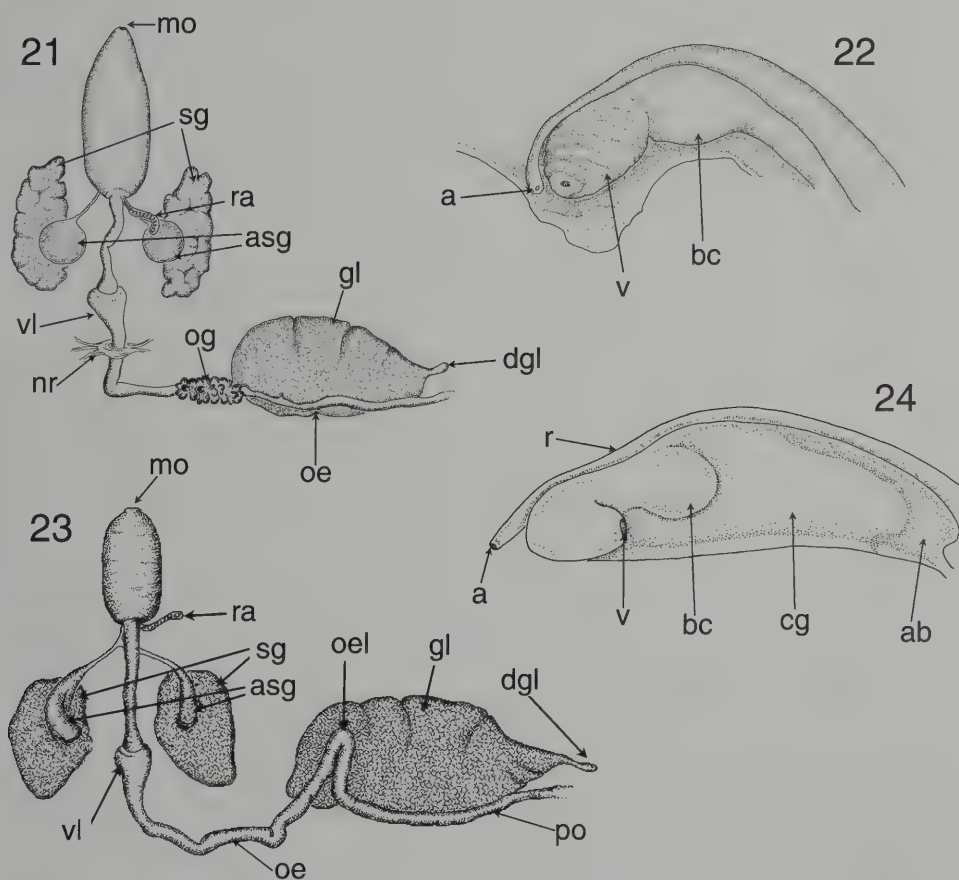 21
mo
sg
ra
asg
vl
nr
og
gl
dgl
oe
22
a
v
bc
23
mo
ra
sg
asg
oel
gl
dgl
vl
oe
po
24
r
a
v
bc
cg
ab